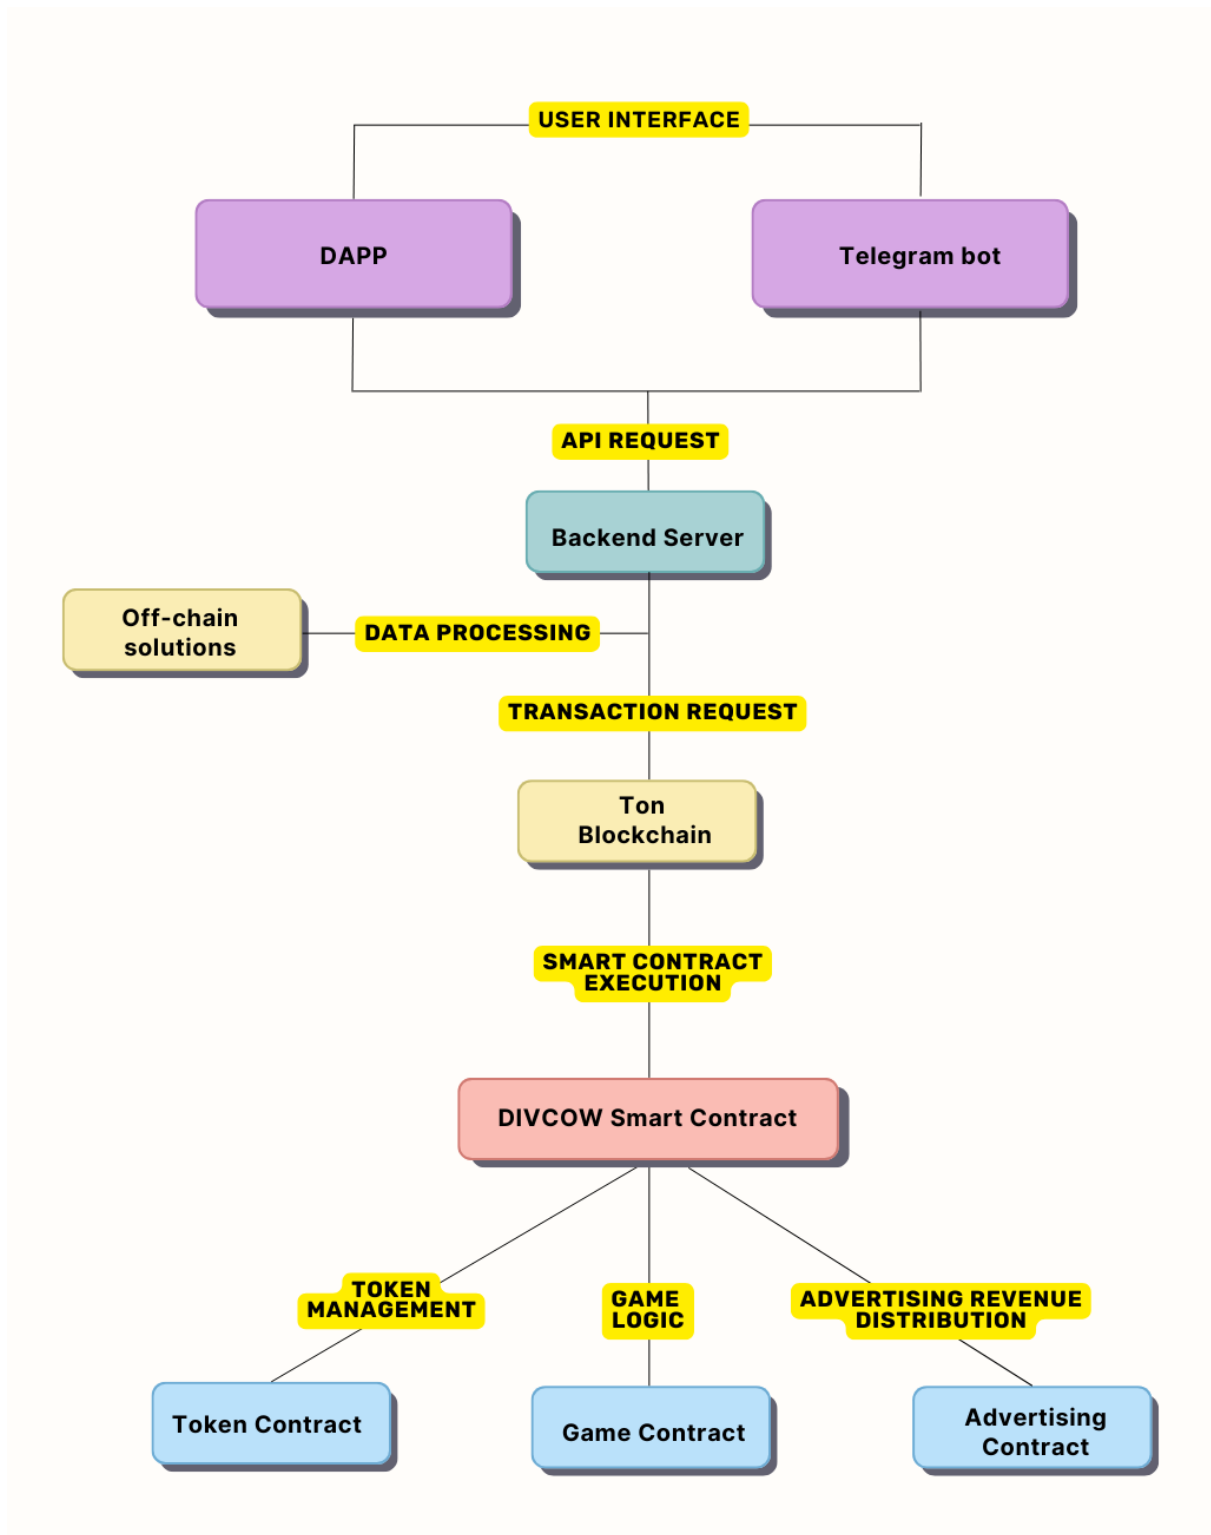 USER INTERFACE
DAPP
Telegram bot
API REQUEST
Backend Server
Off-chain
solutions
DATA PROCESSING
TRANSACTION REQUEST
Ton
Blockchain
SMART CONTRACT
EXECUTION
DIVCOW Smart Contract
TOKEN
MANAGEMENT
GAME
LOGIC
ADVERTISING REVENUE
DISTRIBUTION
Token Contract
Game Contract
Advertising
Contract